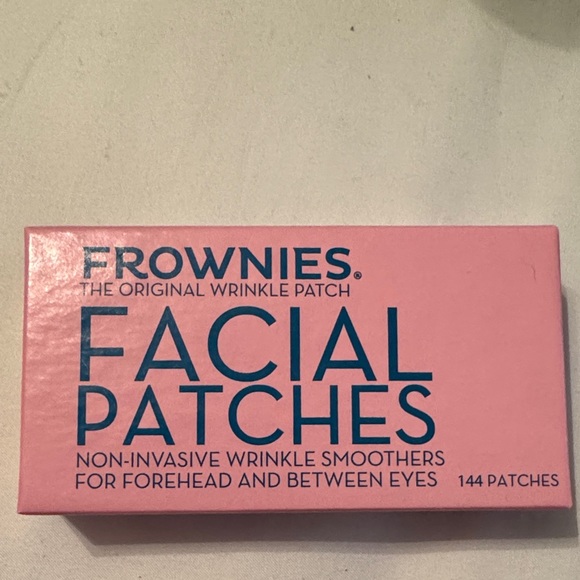 FROWNIES®
THE ORIGINAL WRINKLE PATCH
FACIAL
PATCHES
NON-INVASIVE WRINKLE SMOOTHERS
FOR FOREHEAD AND BETWEEN EYES 144 PATCHES